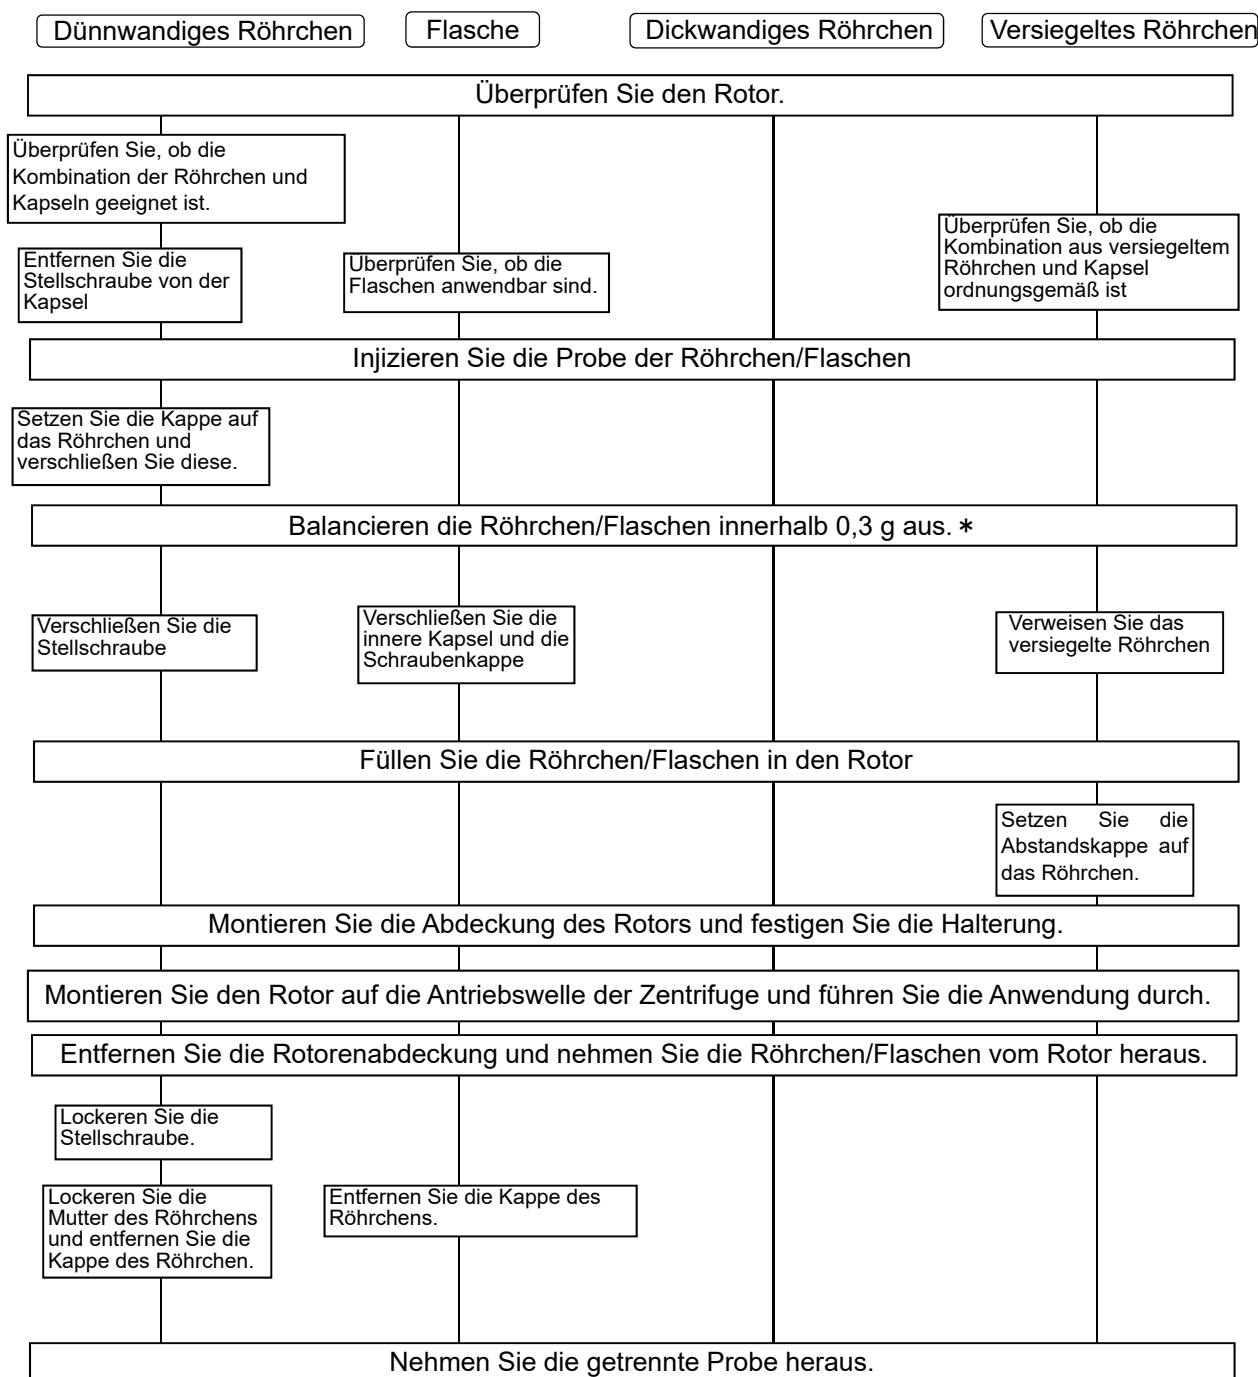 Dünnwandiges Röhrchen
Flasche
Dickwandiges Röhrchen
Versiegeltes Röhrchen
Überprüfen Sie den Rotor.
Überprüfen Sie, ob die
Kombination der Röhrchen und
Kapseln geeignet ist.
Entfernen Sie die
Stellschraube von der
Kapsel
Überprüfen Sie, ob die
Flaschen anwendbar sind.
Überprüfen Sie, ob die
Kombination aus versiegeltem
Röhrchen und Kapsel
ordnungsgemäß ist
Injizieren Sie die Probe der Röhrchen/Flaschen
Setzen Sie die Kappe auf
das Röhrchen und
verschließen Sie diese.
Balancieren die Röhrchen/Flaschen innerhalb 0,3 g aus. *
Verschließen Sie die
Stellschraube
Verschließen Sie die
innere Kapsel und die
Schraubenkappe
Verweisen Sie das
versiegelte Röhrchen
Füllen Sie die Röhrchen/Flaschen in den Rotor
Setzen Sie die
Abstandskappe auf
das Röhrchen.
Montieren Sie die Abdeckung des Rotors und festigen Sie die Halterung.
Montieren Sie den Rotor auf die Antriebswelle der Zentrifuge und führen Sie die Anwendung durch.
Entfernen Sie die Rotorenabdeckung und nehmen Sie die Röhrchen/Flaschen vom Rotor heraus.
Lockeren Sie die
Stellschraube.
Lockeren Sie die
Mutter des Röhrchens
und entfernen Sie die
Kappe des Röhrchen.
Entfernen Sie die Kappe des
Röhrchens.
Nehmen Sie die getrennte Probe heraus.